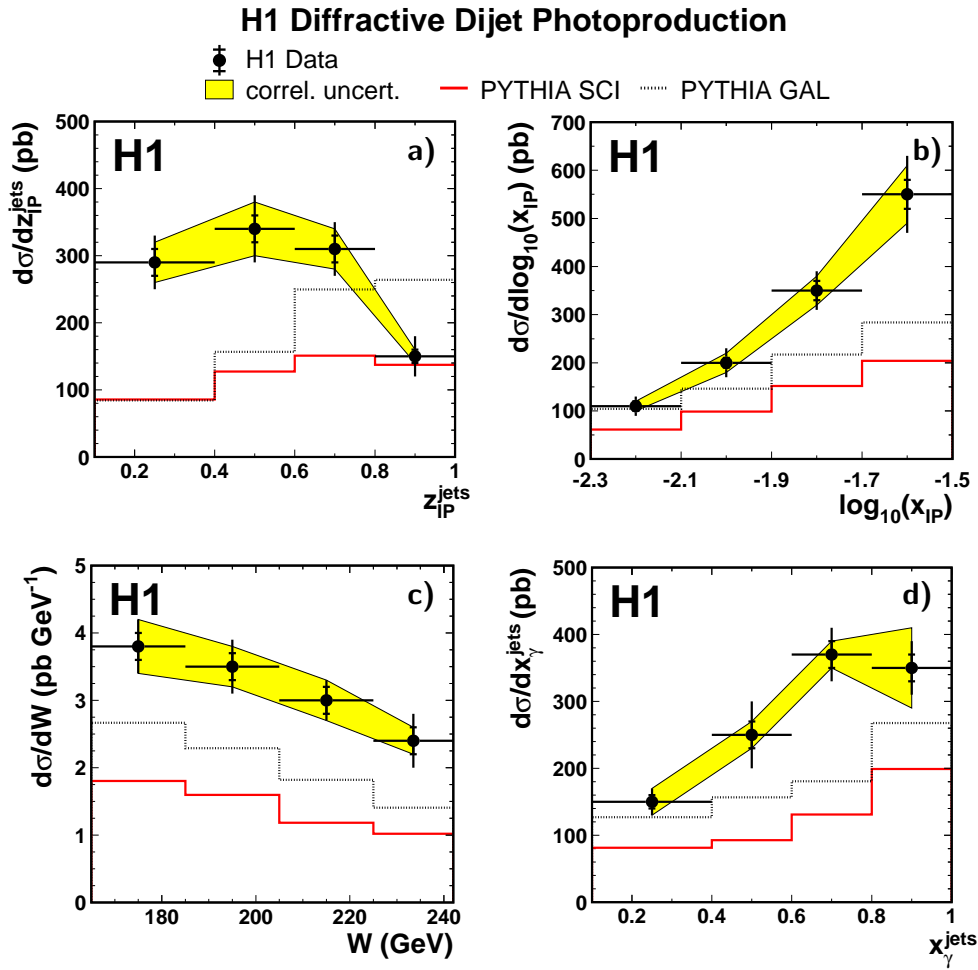 H1 Diffractive Dijet Photoproduction
H1 Data
correl. uncert. PYTHIA SCI PYTHIA GAL
H1 a)
dσ/dz_IP^jets (pb)
500
400
300
200
100
0
0.2 0.4 0.6 0.8 1
z_IP^jets
H1 b)
dσ/dlog₁₀(x_IP) (pb)
700
600
500
400
300
200
100
0
-2.3 -2.1 -1.9 -1.7 -1.5
log₁₀(x_IP)
H1 c)
dσ/dW (pb GeV⁻¹)
5
4
3
2
1
0
180 200 220 240
W (GeV)
H1 d)
dσ/dx_γ^jets (pb)
500
400
300
200
100
0
0.2 0.4 0.6 0.8 1
x_γ^jets